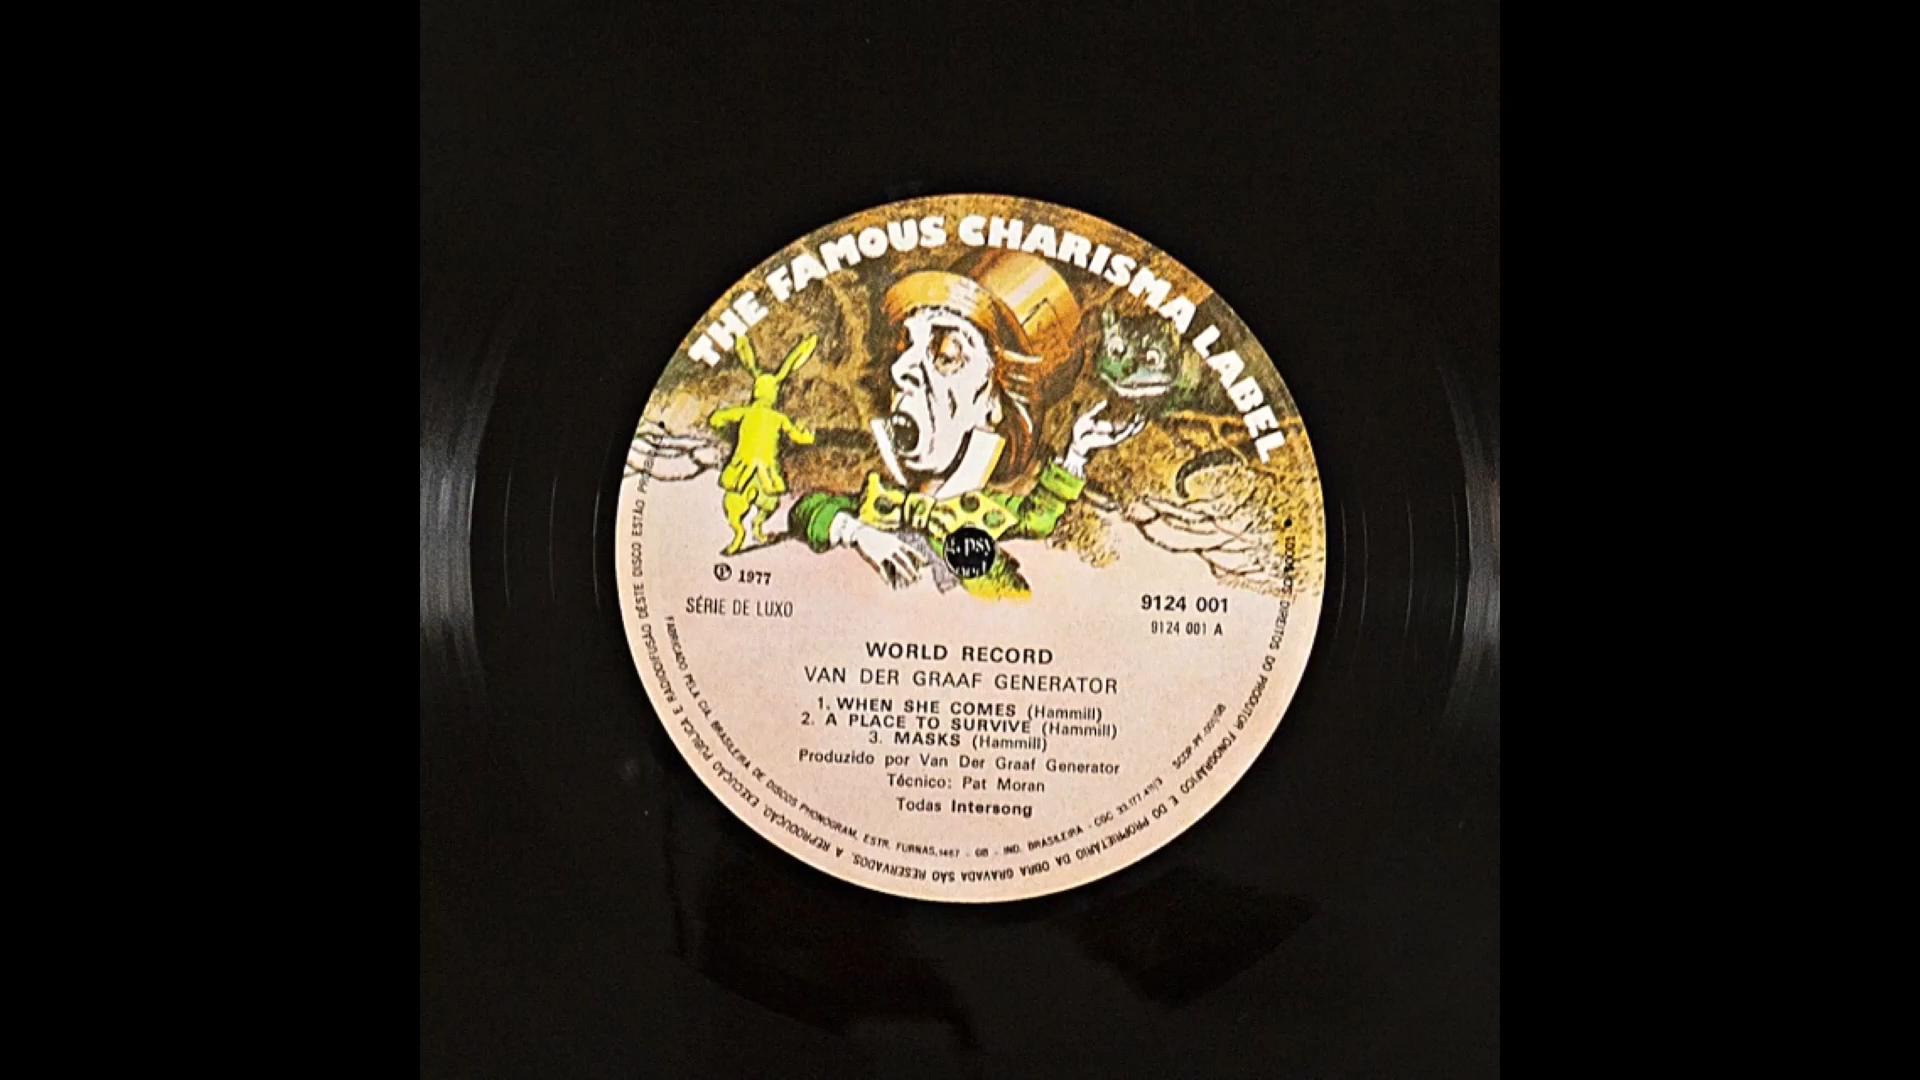 THE FAMOUS CHARISMA LABEL
℗ 1977
SÉRIE DE LUXO
9124 001
9124 001 A
WORLD RECORD
VAN DER GRAAF GENERATOR
1. WHEN SHE COMES (Hammill)
2. A PLACE TO SURVIVE (Hammill)
3. MASKS (Hammill)
Produzido por Van Der Graaf Generator
Técnico: Pat Moran
Todas Intersong
FABRICADO PELA CIA. BRASILEIRA DE DISCOS PHONOGRAM, ESTR. FURNAS, 1467 - GB - IND. BRASILEIRA - CGC
DIREITOS DO PRODUTOR FONOGRÁFICO E DO PROPRIETÁRIO DA OBRA GRAVADA SÃO RESERVADOS. A REPRODUÇÃO, EXECUÇÃO PÚBLICA E RADIODIFUSÃO DESTE DISCO ESTÃO
psy